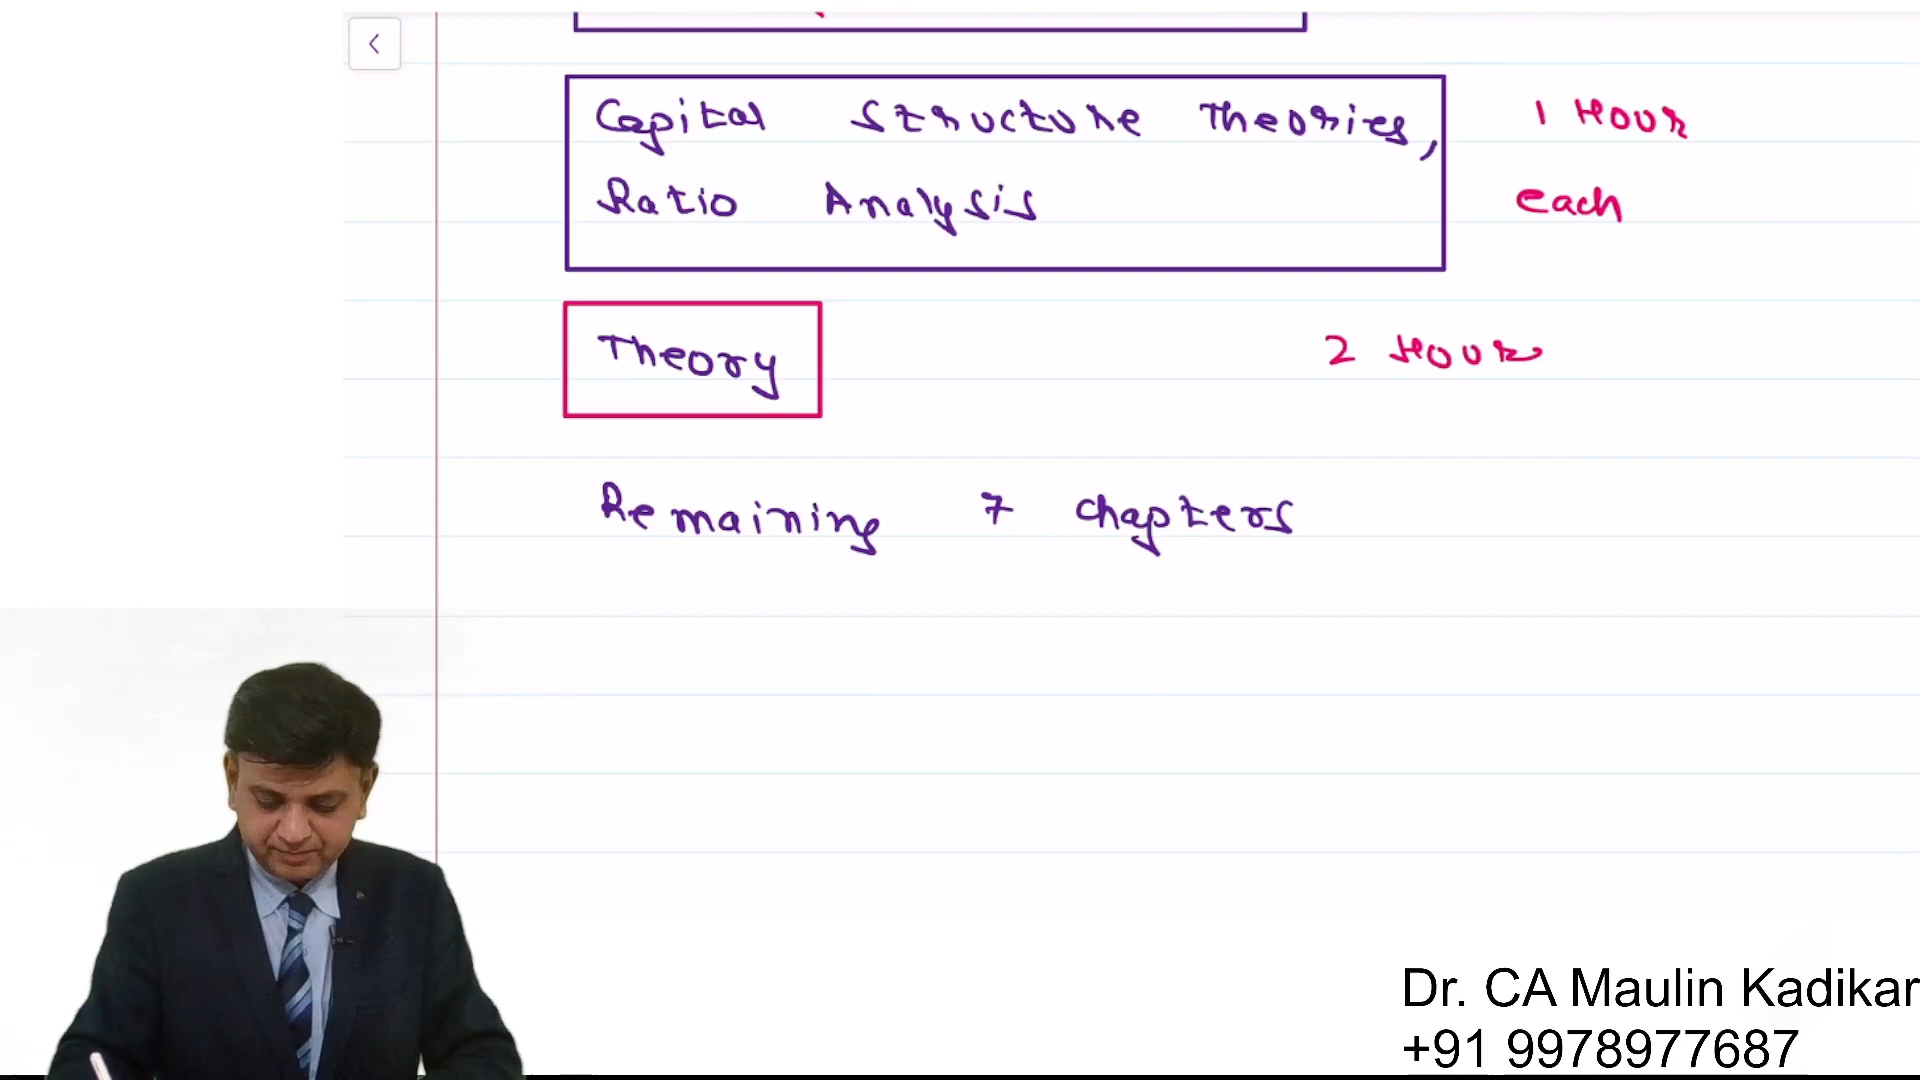 Capital Structure Theories, 1 Hour
Ratio Analysis each
Theory 2 Hour
Remaining 7 chapters
Dr. CA Maulin Kadikar
+91 9978977687